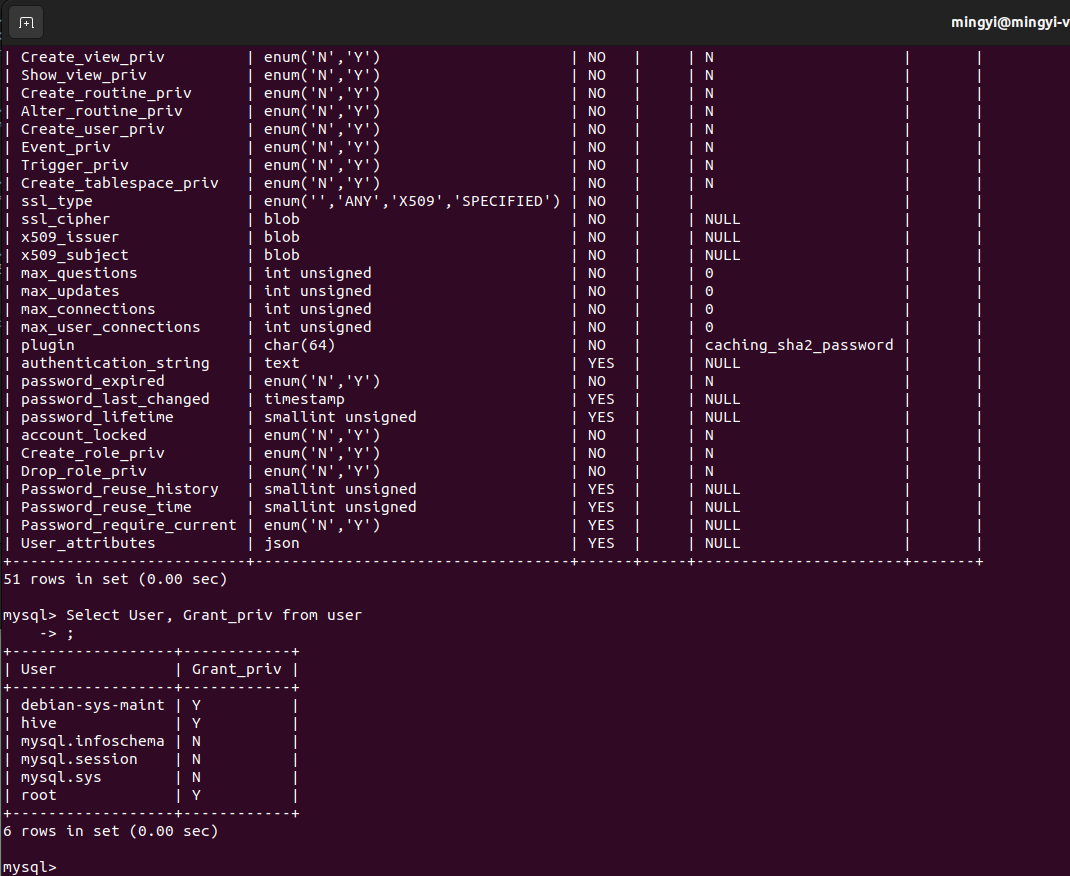 mingyi@mingyi-v
| Create_view_priv         | enum('N','Y')                     | NO   |     | N                     |       |
| Show_view_priv           | enum('N','Y')                     | NO   |     | N                     |       |
| Create_routine_priv      | enum('N','Y')                     | NO   |     | N                     |       |
| Alter_routine_priv       | enum('N','Y')                     | NO   |     | N                     |       |
| Create_user_priv         | enum('N','Y')                     | NO   |     | N                     |       |
| Event_priv               | enum('N','Y')                     | NO   |     | N                     |       |
| Trigger_priv             | enum('N','Y')                     | NO   |     | N                     |       |
| Create_tablespace_priv   | enum('N','Y')                     | NO   |     | N                     |       |
| ssl_type                 | enum('','ANY','X509','SPECIFIED') | NO   |     |                       |       |
| ssl_cipher               | blob                              | NO   |     | NULL                  |       |
| x509_issuer              | blob                              | NO   |     | NULL                  |       |
| x509_subject             | blob                              | NO   |     | NULL                  |       |
| max_questions            | int unsigned                      | NO   |     | 0                     |       |
| max_updates              | int unsigned                      | NO   |     | 0                     |       |
| max_connections          | int unsigned                      | NO   |     | 0                     |       |
| max_user_connections     | int unsigned                      | NO   |     | 0                     |       |
| plugin                   | char(64)                          | NO   |     | caching_sha2_password |       |
| authentication_string    | text                              | YES  |     | NULL                  |       |
| password_expired         | enum('N','Y')                     | NO   |     | N                     |       |
| password_last_changed    | timestamp                         | YES  |     | NULL                  |       |
| password_lifetime        | smallint unsigned                 | YES  |     | NULL                  |       |
| account_locked           | enum('N','Y')                     | NO   |     | N                     |       |
| Create_role_priv         | enum('N','Y')                     | NO   |     | N                     |       |
| Drop_role_priv           | enum('N','Y')                     | NO   |     | N                     |       |
| Password_reuse_history   | smallint unsigned                 | YES  |     | NULL                  |       |
| Password_reuse_time      | smallint unsigned                 | YES  |     | NULL                  |       |
| Password_require_current | enum('N','Y')                     | YES  |     | NULL                  |       |
| User_attributes          | json                              | YES  |     | NULL                  |       |
+--------------------------+-----------------------------------+------+-----+-----------------------+-------+
51 rows in set (0.00 sec)
mysql> Select User, Grant_priv from user
    -> ;
+------------------+------------+
| User             | Grant_priv |
+------------------+------------+
| debian-sys-maint | Y          |
| hive             | Y          |
| mysql.infoschema | N          |
| mysql.session    | N          |
| mysql.sys        | N          |
| root             | Y          |
+------------------+------------+
6 rows in set (0.00 sec)
mysql>